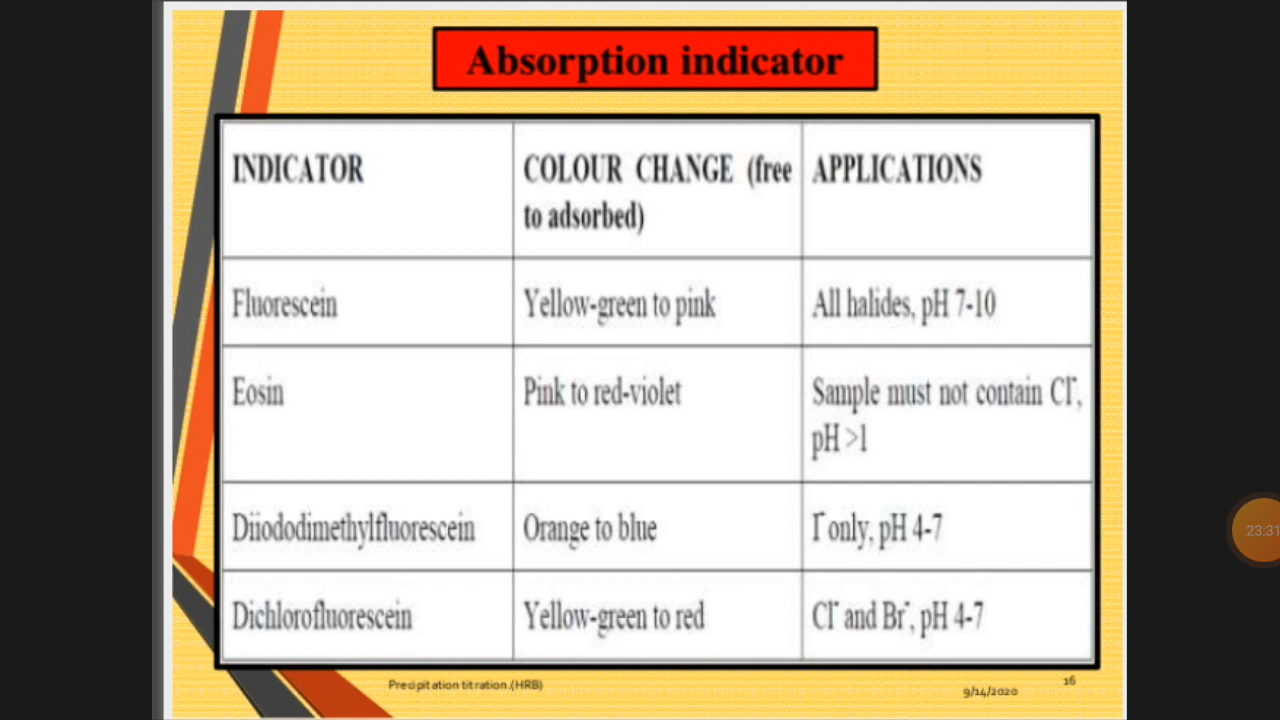 Absorption indicator
INDICATOR
COLOUR CHANGE (free
to adsorbed)
APPLICATIONS
Fluorescein
Yellow-green to pink
All halides, pH 7-10
Eosin
Pink to red-violet
Sample must not contain Cl⁻,
pH >1
Diiododimethylfluorescein
Orange to blue
I⁻ only, pH 4-7
Dichlorofluorescein
Yellow-green to red
Cl⁻ and Br⁻, pH 4-7
Precipitation titration.(HRB)
9/14/2020
16
23:31